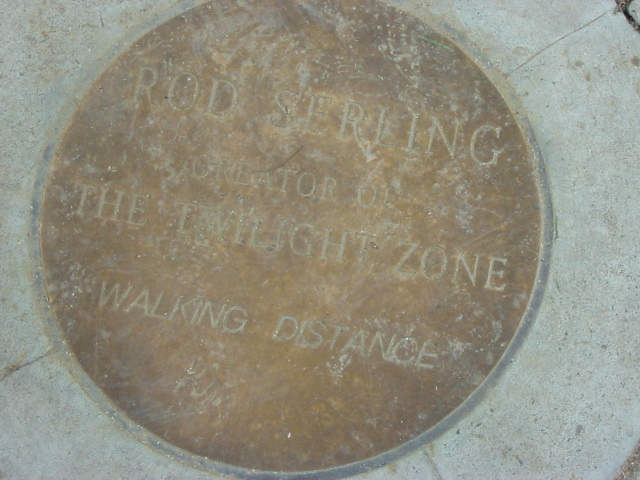 ROD SERLING
CREATOR OF
THE TWILIGHT ZONE
WALKING DISTANCE